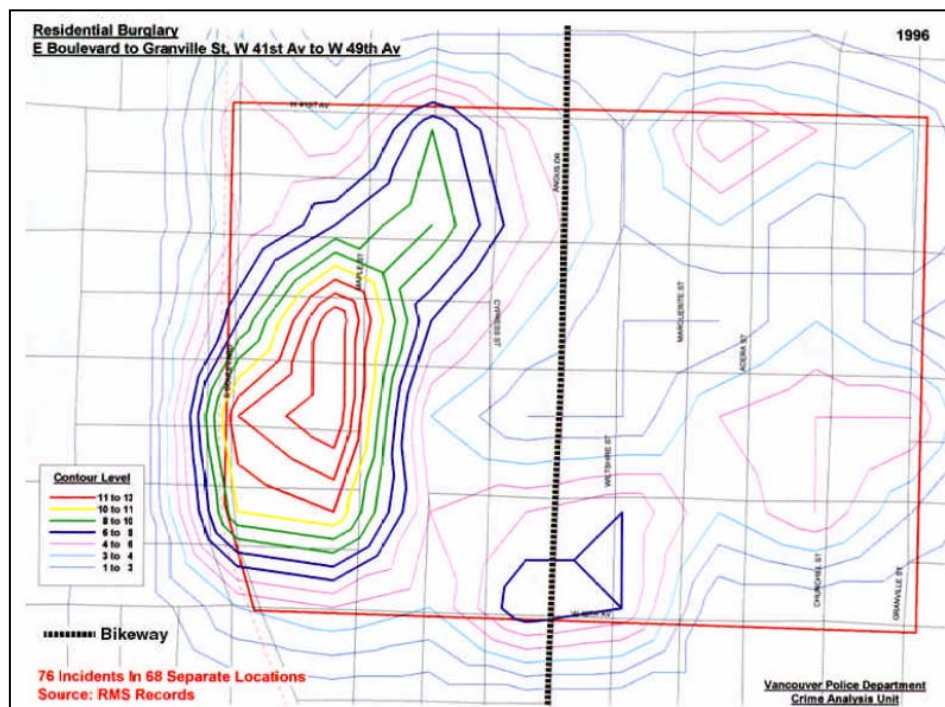 Residential Burglary
E Boulevard to Granville St, W 41st Av to W 49th Av
1996
W 41ST AV
ANGUS DR
MAPLE ST
CYPRESS ST
MARGUERITE ST
ADERA ST
E BOULEVARD
WILTSHIRE ST
CHURCHILL ST
GRANVILLE ST
W 49TH AV
Contour Level
11 to 13
10 to 11
8 to 10
6 to 8
4 to 6
3 to 4
1 to 3
Bikeway
76 Incidents In 68 Separate Locations
Source: RMS Records
Vancouver Police Department
Crime Analysis Unit